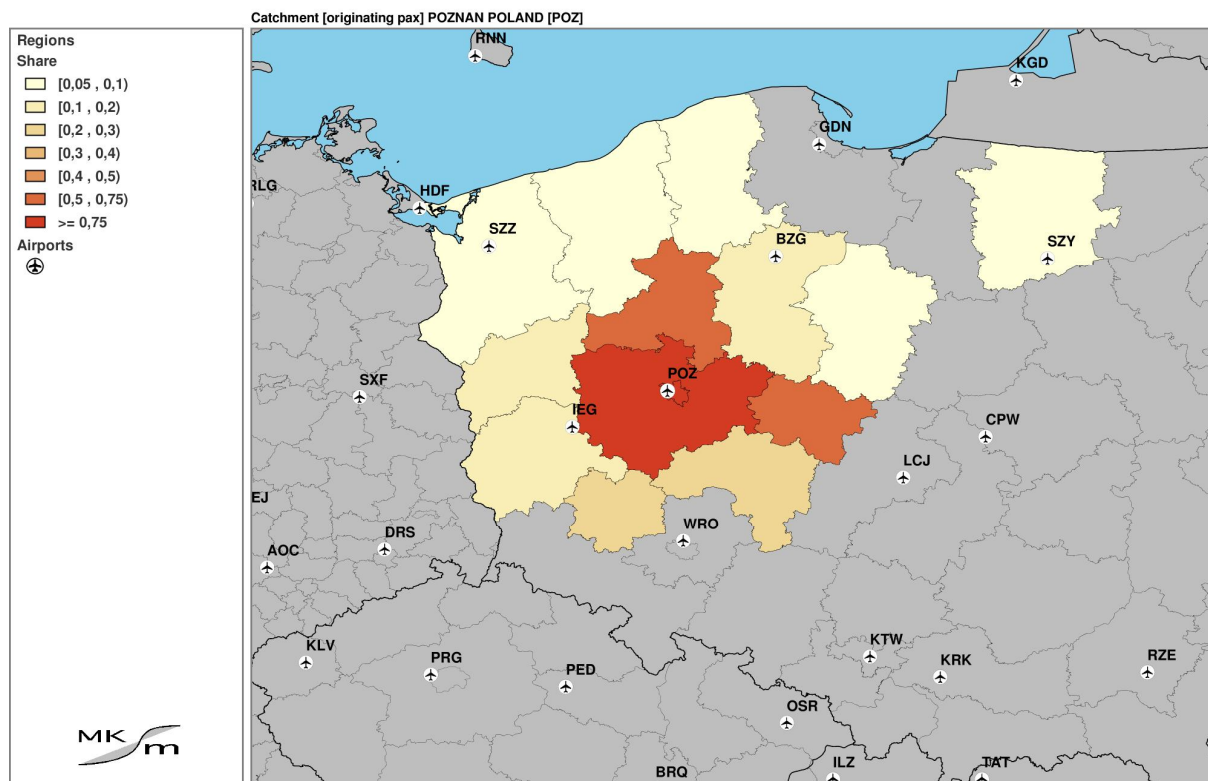 Catchment [originating pax] POZNAN POLAND [POZ]
Regions
Share
[0,05 , 0,1)
[0,1 , 0,2)
[0,2 , 0,3)
[0,3 , 0,4)
[0,4 , 0,5)
[0,5 , 0,75)
>= 0,75
Airports
RNN
KGD
GDN
RLG
HDF
SZZ
BZG
SZY
SXF
POZ
IEG
CPW
LCJ
EJ
DRS
WRO
AOC
KLV
PRG
PED
KTW
KRK
RZE
OSR
BRQ
ILZ
TAT
MK
m